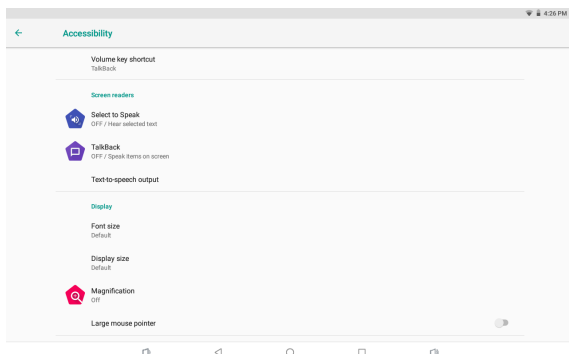 4:26 PM
Accessibility
Volume key shortcut
TalkBack
Screen readers
Select to Speak
OFF / Hear selected text
TalkBack
OFF / Speak items on screen
Text-to-speech output
Display
Font size
Default
Display size
Default
Magnification
Off
Large mouse pointer